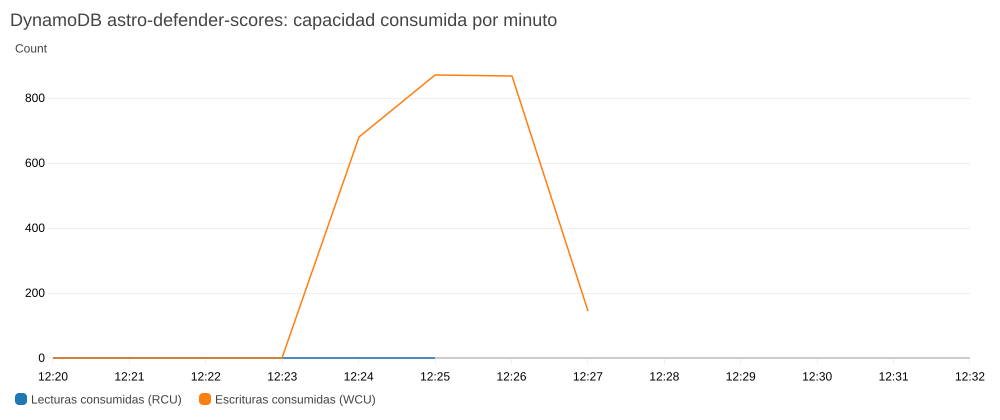 DynamoDB astro-defender-scores: capacidad consumida por minuto
Count
800
600
400
200
0
12:20 12:21 12:22 12:23 12:24 12:25 12:26 12:27 12:28 12:29 12:30 12:31 12:32
Lecturas consumidas (RCU) Escrituras consumidas (WCU)